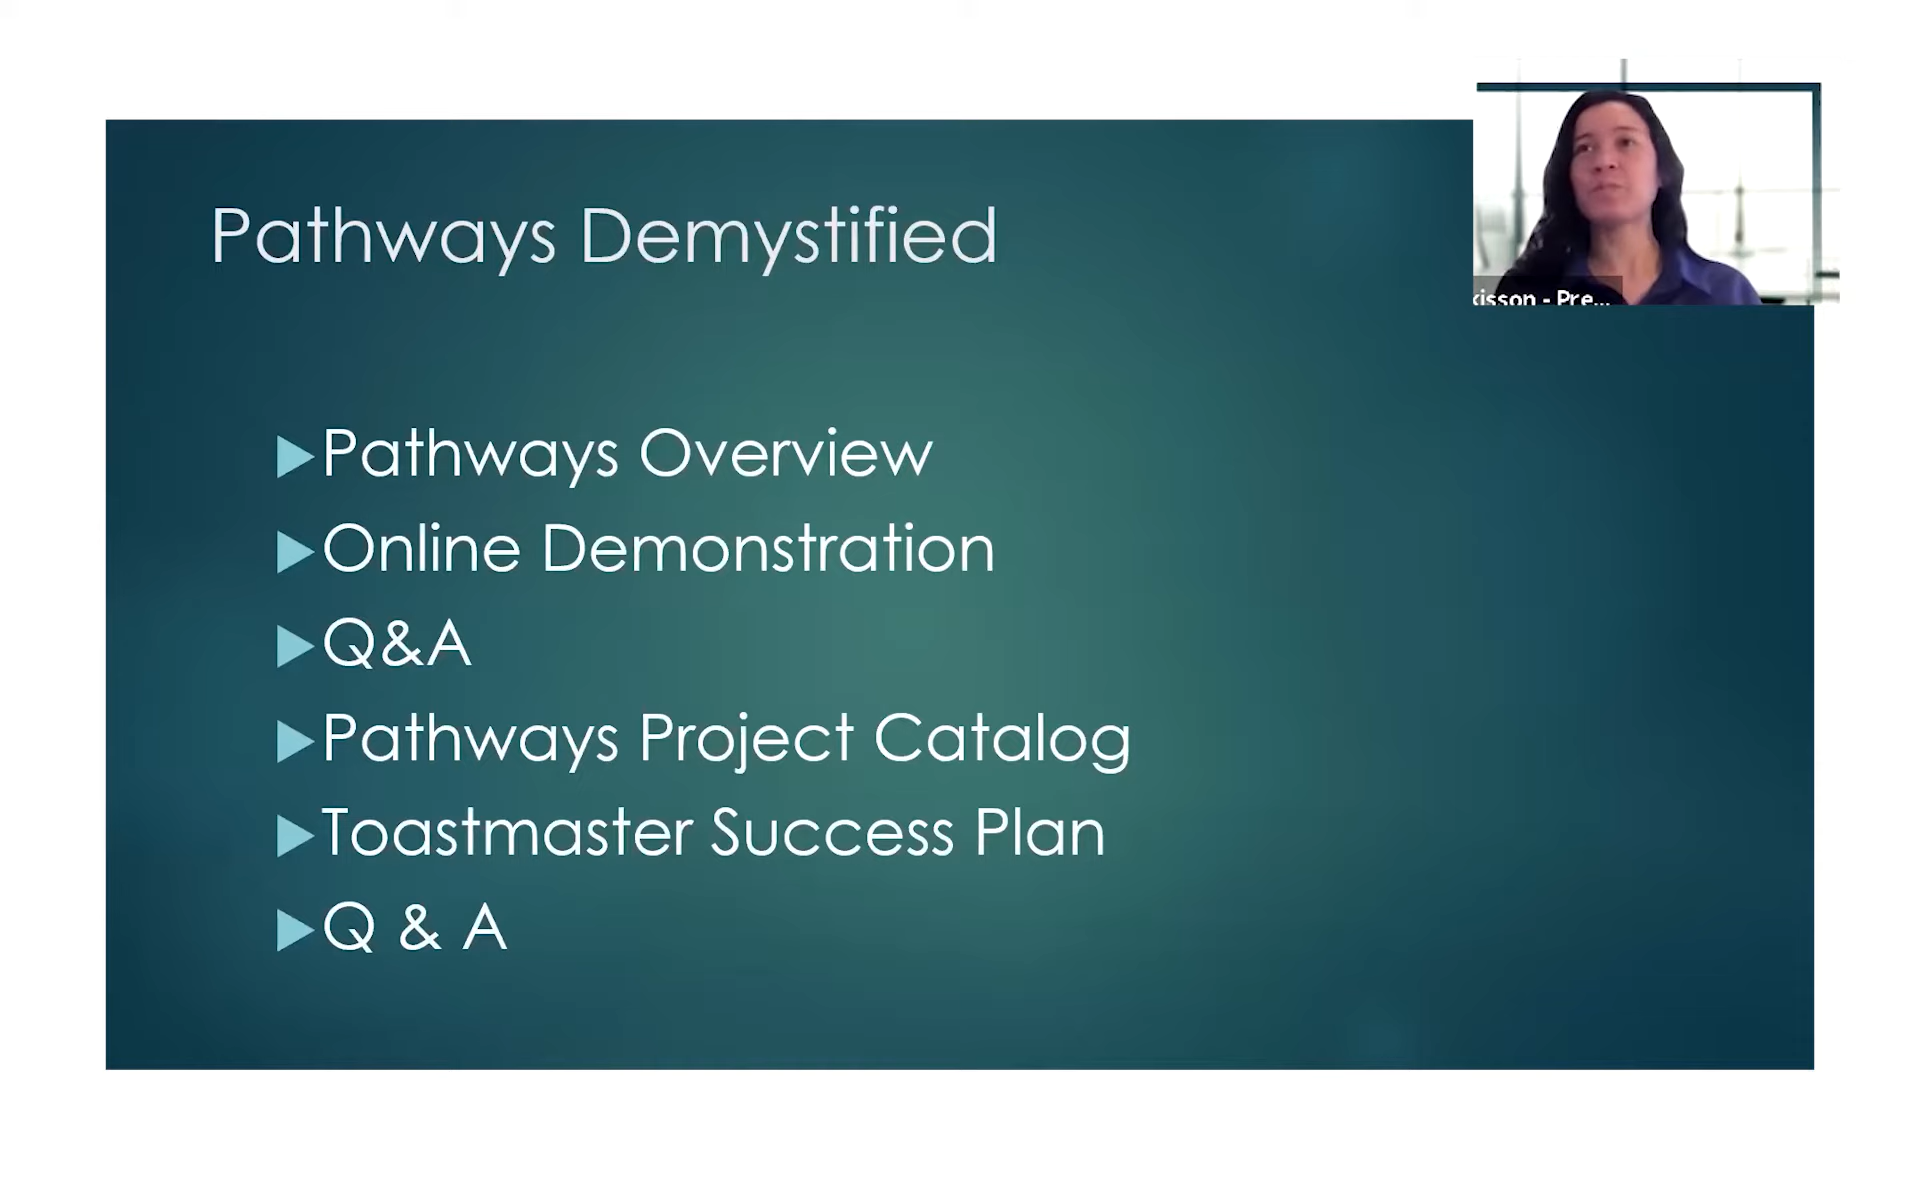 Pathways Demystified
kisson - Pre...
Pathways Overview
Online Demonstration
Q&A
Pathways Project Catalog
Toastmaster Success Plan
Q & A